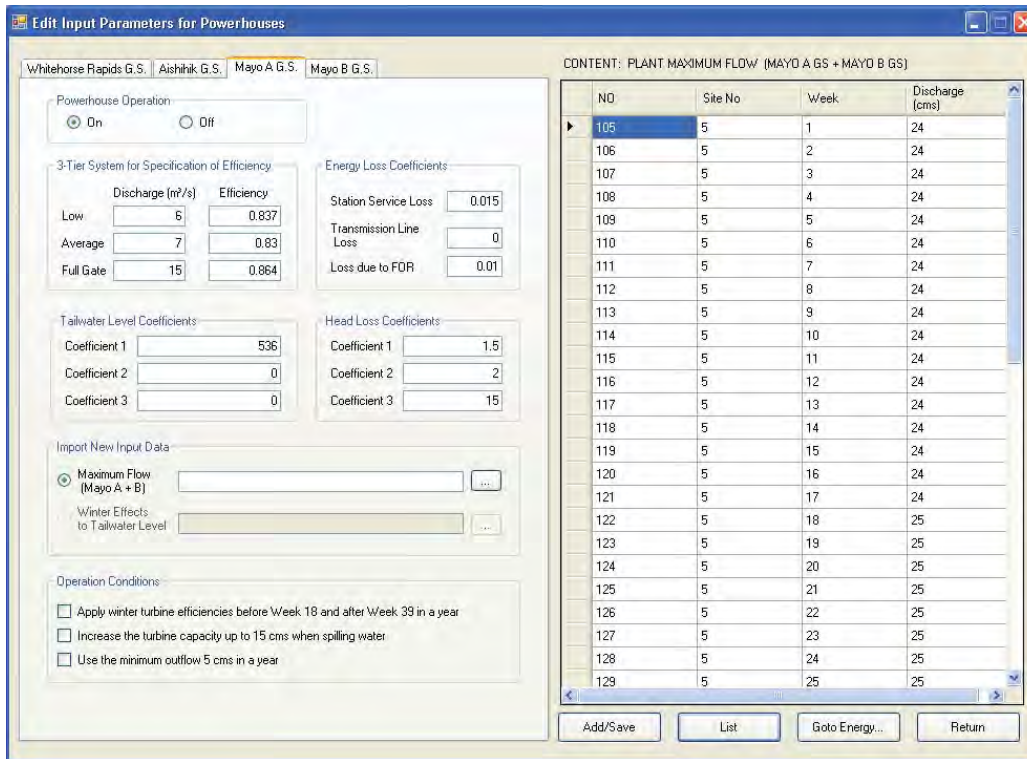 Edit Input Parameters for Powerhouses
Whitehorse Rapids G.S. Aishihik G.S. Mayo A G.S. Mayo B G.S.
Powerhouse Operation
On Off
3-Tier System for Specification of Efficiency
Discharge (m³/s) Efficiency
Low 6 0.837
Average 7 0.83
Full Gate 15 0.864
Energy Loss Coefficients
Station Service Loss 0.015
Transmission Line
Loss 0
Loss due to FOR 0.01
Tailwater Level Coefficients
Coefficient 1 536
Coefficient 2 0
Coefficient 3 0
Head Loss Coefficients
Coefficient 1 1.5
Coefficient 2 2
Coefficient 3 15
Import New Input Data
Maximum Flow
(Mayo A + B) ...
Winter Effects
to Tailwater Level ...
Operation Conditions
Apply winter turbine efficiencies before Week 18 and after Week 39 in a year
Increase the turbine capacity up to 15 cms when spilling water
Use the minimum outflow 5 cms in a year
CONTENT: PLANT MAXIMUM FLOW (MAYO A GS + MAYO B GS)
NO Site No Week Discharge
(cms)
105 5 1 24
106 5 2 24
107 5 3 24
108 5 4 24
109 5 5 24
110 5 6 24
111 5 7 24
112 5 8 24
113 5 9 24
114 5 10 24
115 5 11 24
116 5 12 24
117 5 13 24
118 5 14 24
119 5 15 24
120 5 16 24
121 5 17 24
122 5 18 25
123 5 19 25
124 5 20 25
125 5 21 25
126 5 22 25
127 5 23 25
128 5 24 25
129 5 25 25
Add/Save List Goto Energy... Return